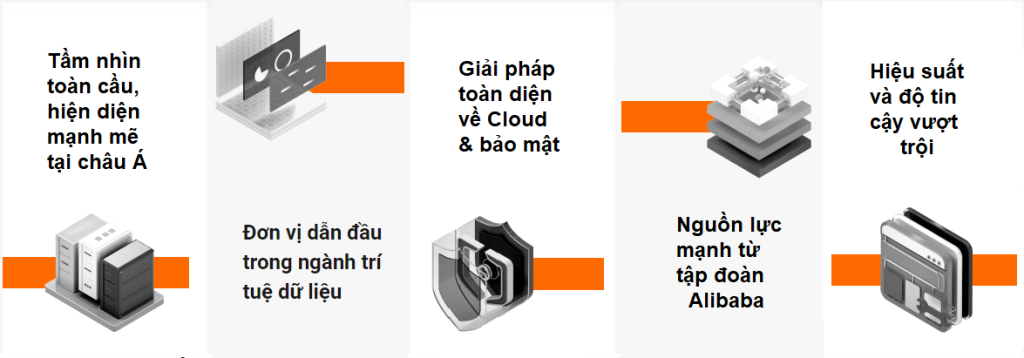 Tầm nhìn
toàn cầu,
hiện diện
mạnh mẽ
tại châu Á
Đơn vị dẫn đầu
trong ngành trí
tuệ dữ liệu
Giải pháp
toàn diện
về Cloud
& bảo mật
Nguồn lực
mạnh từ
tập đoàn
Alibaba
Hiệu suất
và độ tin
cậy vượt
trội